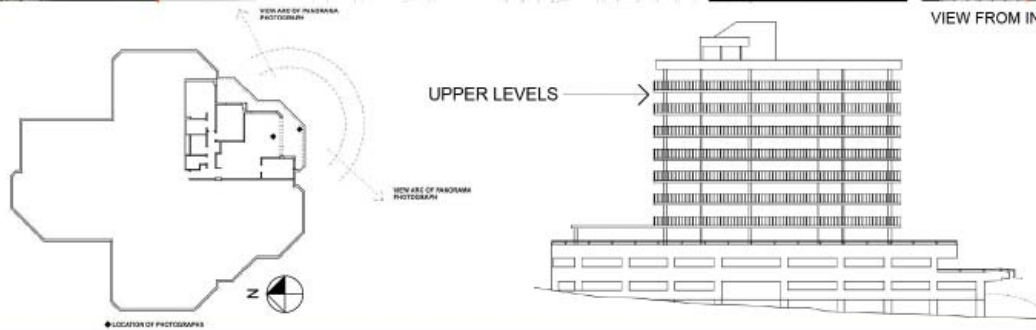 VIEW ARC OF PANORAMA
PHOTOGRAPH
VIEW FROM IN
UPPER LEVELS
VIEW ARC OF PANORAMA
PHOTOGRAPH
N
LOCATION OF PHOTOGRAPHS